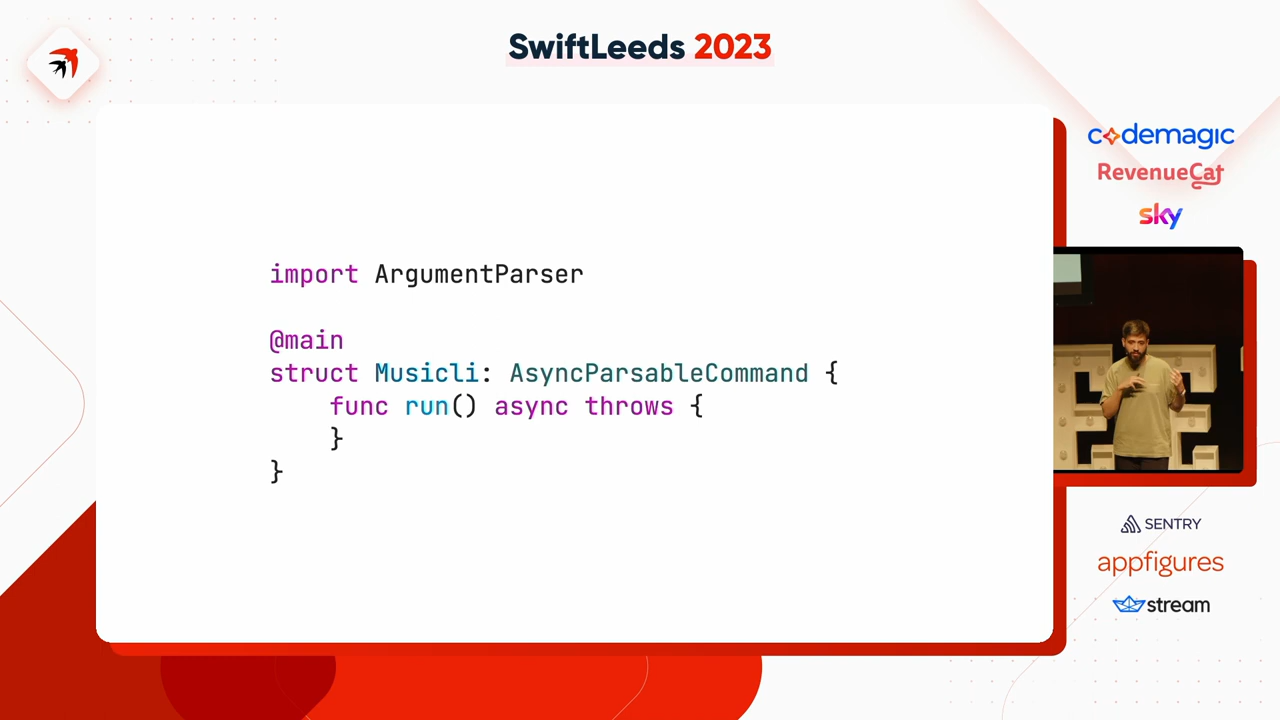 SwiftLeeds 2023
import ArgumentParser
@main
struct Musicli: AsyncParsableCommand {
    func run() async throws {
    }
}
codemagic
RevenueCat
sky
SENTRY
appfigures
stream